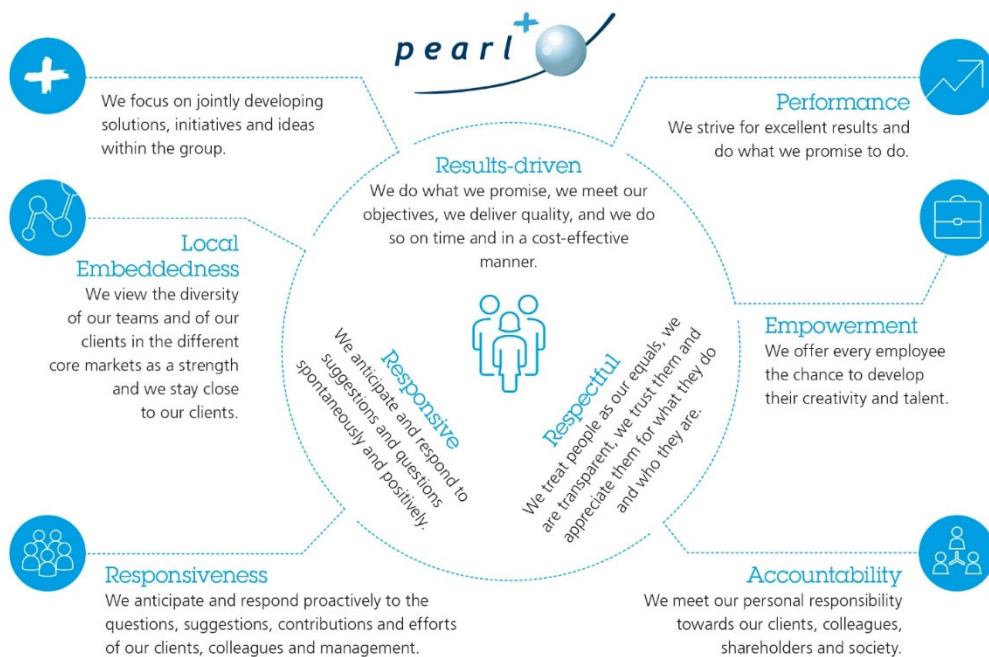 pearl+
We focus on jointly developing
solutions, initiatives and ideas
within the group.
Performance
We strive for excellent results and
do what we promise to do.
Results-driven
We do what we promise, we meet our
objectives, we deliver quality, and we do
so on time and in a cost-effective
manner.
Local
Embeddedness
We view the diversity
of our teams and of our
clients in the different
core markets as a strength
and we stay close
to our clients.
Responsive
We anticipate and respond to
suggestions and questions
spontaneously and positively.
Respectful
We treat people as our equals, we
are transparent, we trust them and
appreciate them for what they do
and who they are.
Empowerment
We offer every employee
the chance to develop
their creativity and talent.
Responsiveness
We anticipate and respond proactively to the
questions, suggestions, contributions and efforts
of our clients, colleagues and management.
Accountability
We meet our personal responsibility
towards our clients, colleagues,
shareholders and society.